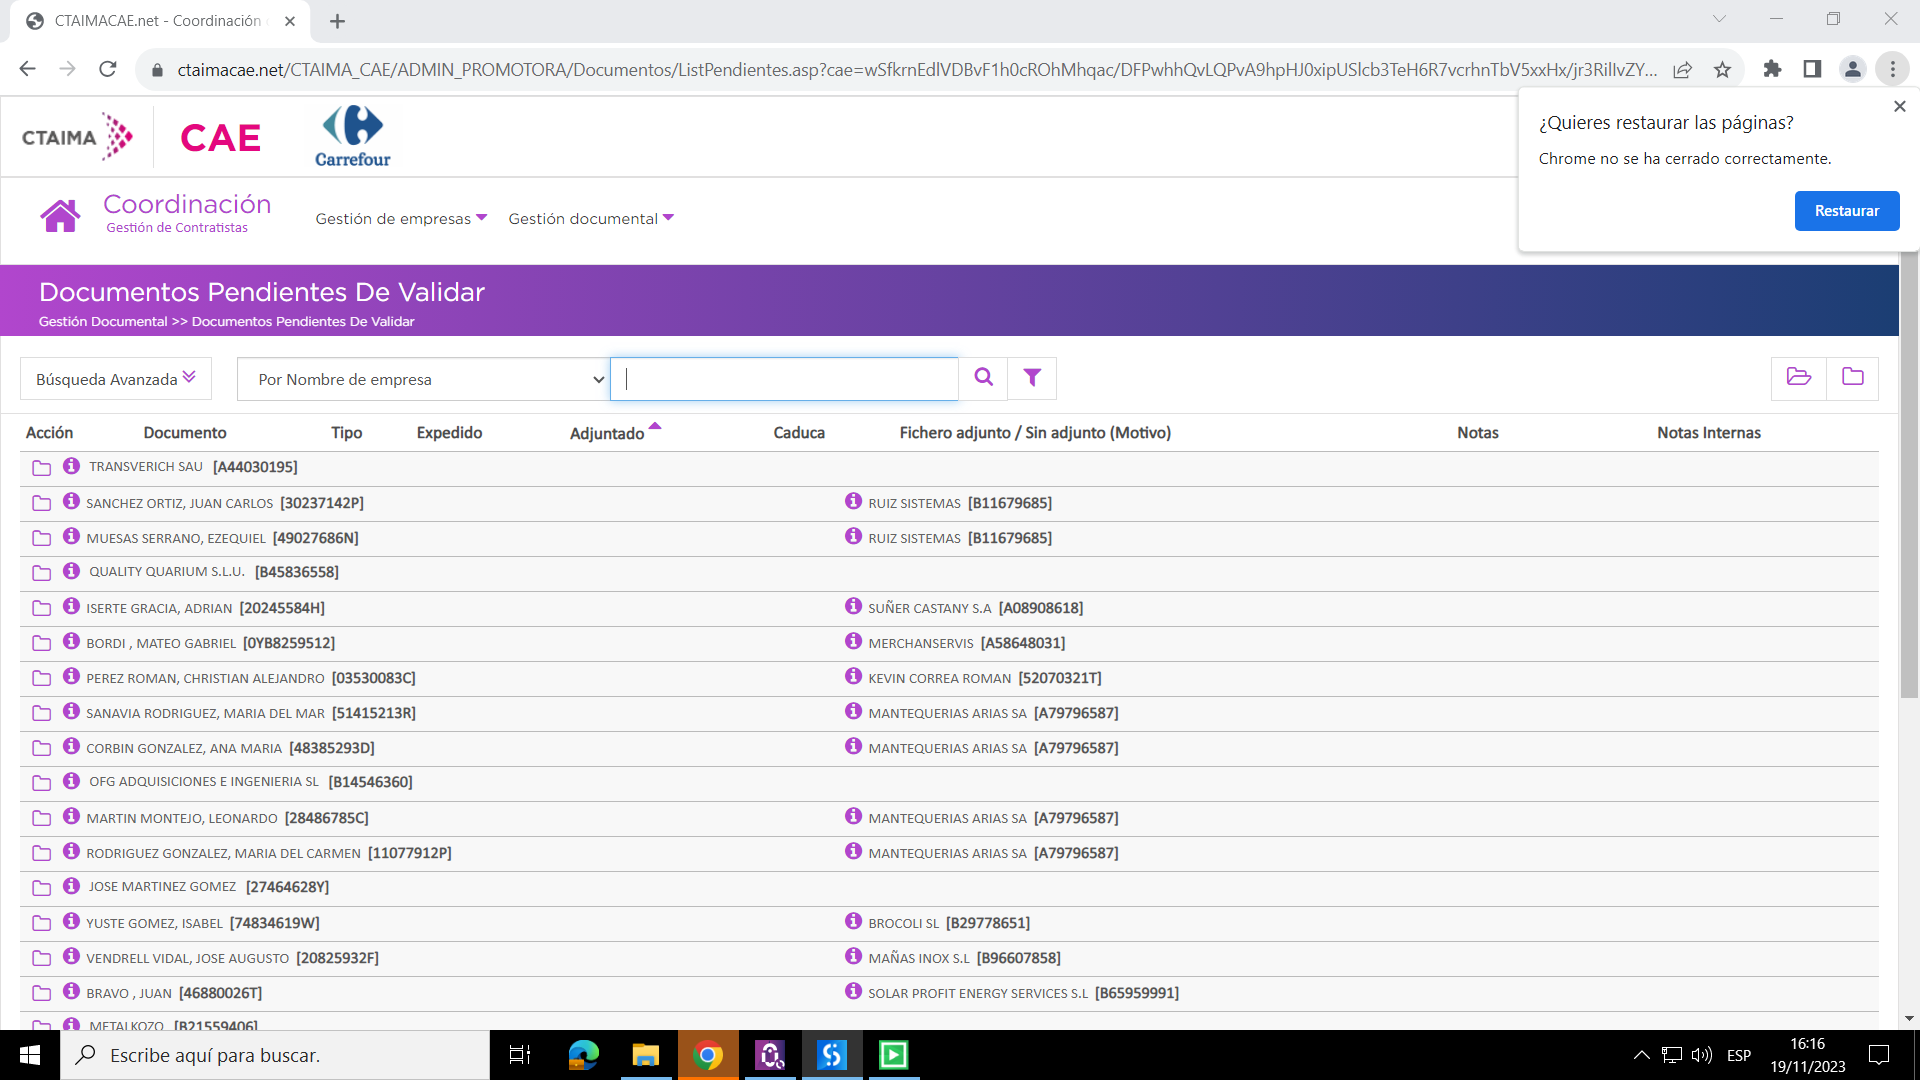 CTAIMACAE.net - Coordinación
ctaimacae.net/CTAIMA_CAE/ADMIN_PROMOTORA/Documentos/ListPendientes.asp?cae=wSfkrnEdlVDBvF1h0cROhMhqac/DFPwhhQvLQPvA9hpHJ0xipUSlcb3TeH6R7vcrhnTbV5xxHx/jr3RilIvZY...
¿Quieres restaurar las páginas?
Chrome no se ha cerrado correctamente.
Restaurar
CTAIMA
CAE
Carrefour
Coordinación
Gestión de Contratistas
Gestión de empresas
Gestión documental
Documentos Pendientes De Validar
Gestión Documental >> Documentos Pendientes De Validar
Búsqueda Avanzada
Por Nombre de empresa
Acción Documento Tipo Expedido Adjuntado Caduca Fichero adjunto / Sin adjunto (Motivo) Notas Notas Internas
TRANSVERICH SAU [A44030195]
SANCHEZ ORTIZ, JUAN CARLOS [30237142P] RUIZ SISTEMAS [B11679685]
MUESAS SERRANO, EZEQUIEL [49027686N] RUIZ SISTEMAS [B11679685]
QUALITY QUARIUM S.L.U. [B45836558]
ISERTE GRACIA, ADRIAN [20245584H] SUÑER CASTANY S.A [A08908618]
BORDI , MATEO GABRIEL [0YB8259512] MERCHANSERVIS [A58648031]
PEREZ ROMAN, CHRISTIAN ALEJANDRO [03530083C] KEVIN CORREA ROMAN [52070321T]
SANAVIA RODRIGUEZ, MARIA DEL MAR [51415213R] MANTEQUERIAS ARIAS SA [A79796587]
CORBIN GONZALEZ, ANA MARIA [48385293D] MANTEQUERIAS ARIAS SA [A79796587]
OFG ADQUISICIONES E INGENIERIA SL [B14546360]
MARTIN MONTEJO, LEONARDO [28486785C] MANTEQUERIAS ARIAS SA [A79796587]
RODRIGUEZ GONZALEZ, MARIA DEL CARMEN [11077912P] MANTEQUERIAS ARIAS SA [A79796587]
JOSE MARTINEZ GOMEZ [27464628Y]
YUSTE GOMEZ, ISABEL [74834619W] BROCOLI SL [B29778651]
VENDRELL VIDAL, JOSE AUGUSTO [20825932F] MAÑAS INOX S.L [B96607858]
BRAVO , JUAN [46880026T] SOLAR PROFIT ENERGY SERVICES S.L [B65959991]
METALKOZO [B21559406]
Escribe aquí para buscar.
ESP
16:16
19/11/2023